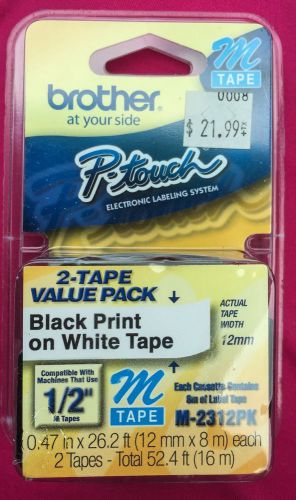 M
TAPE
brother
at your side
0008
$ 21.99
P-touch
ELECTRONIC LABELING SYSTEM
2-TAPE
VALUE PACK
Black Print
on White Tape
ACTUAL
TAPE
WIDTH
12mm
Compatible With
Machines That Use
1/2"
M Tapes
M
TAPE
Each Cassette Contains
8m of Label Tape
M-2312PK
0.47 in x 26.2 ft (12 mm x 8 m) each
2 Tapes - Total 52.4 ft (16 m)